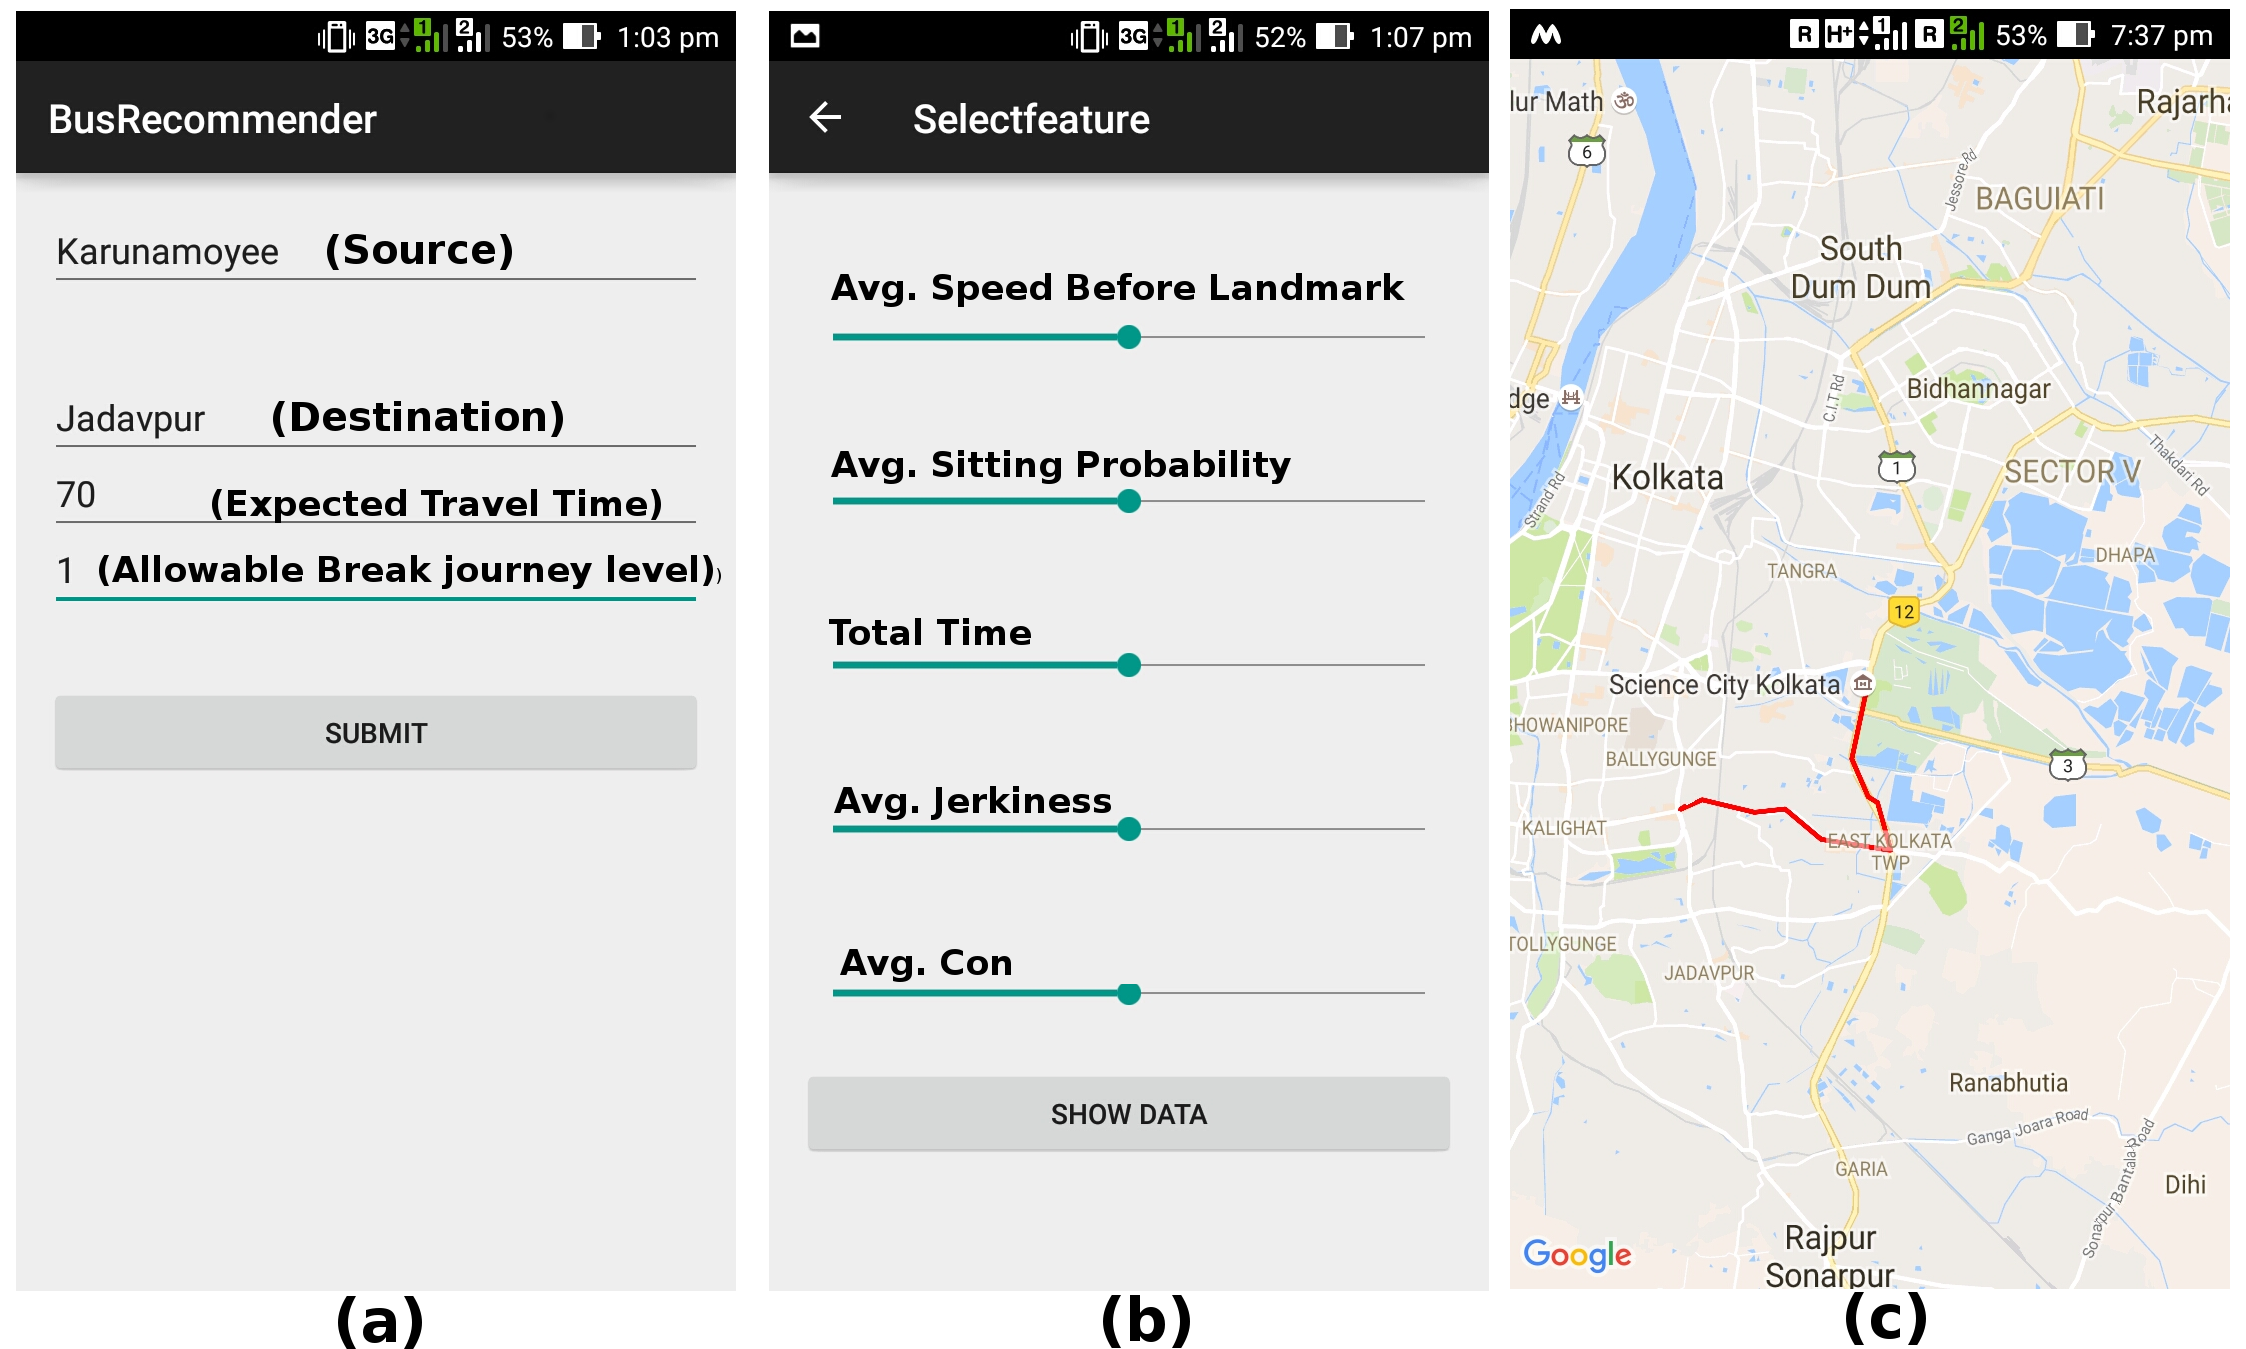 3G 1 2 53% 1:03 pm
BusRecommender
Karunamoyee (Source)
Jadavpur (Destination)
70 (Expected Travel Time)
1 (Allowable Break journey level))
SUBMIT
(a)
3G 1 2 52% 1:07 pm
Selectfeature
Avg. Speed Before Landmark
Avg. Sitting Probability
Total Time
Avg. Jerkiness
Avg. Con
SHOW DATA
(b)
R H+ 1 R 2 53% 7:37 pm
lur Math
Rajarha
6
Jessore Rd
BAGUIATI
South
Dum Dum
dge
C.I.T Rd
Bidhannagar
Thakdari Rd
1
SECTOR V
Kolkata
Strand Rd
DHAPA
TANGRA
12
Science City Kolkata
BHOWANIPORE
BALLYGUNGE
3
KALIGHAT
EAST KOLKATA
TWP
TOLLYGUNGE
JADAVPUR
Ranabhutia
Ganga Joara Road
GARIA
Sonarpur Bantala Road
Dihi
Rajpur
Sonarpur
Google
(c)